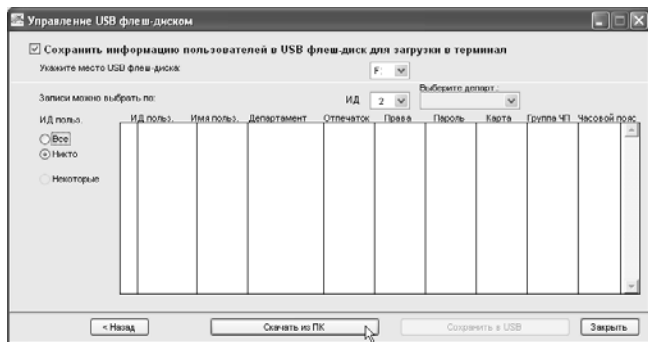 Управление USB флеш-диском
Сохранить информацию пользователей в USB флеш-диск для загрузки в терминал
Укажите место USB флеш-диска: F:
Записи можно выбрать по: ИД 2 Выберите департ.:
ИД польз. ИД польз. Имя польз. Департамент Отпечаток Права Пароль Карта Группа ЧП Часовой пояс
Все
Никто
Некоторые
< Назад Скачать из ПК Сохранить в USB Закрыть